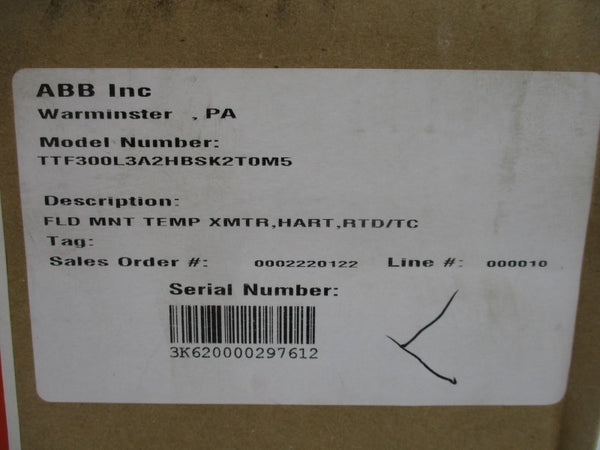 ABB Inc
Warminster , PA
Model Number:
TTF300L3A2HBSK2T0M5
Description:
FLD MNT TEMP XMTR,HART,RTD/TC
Tag:
Sales Order #: 0002220122 Line #: 000010
Serial Number:
3K620000297612